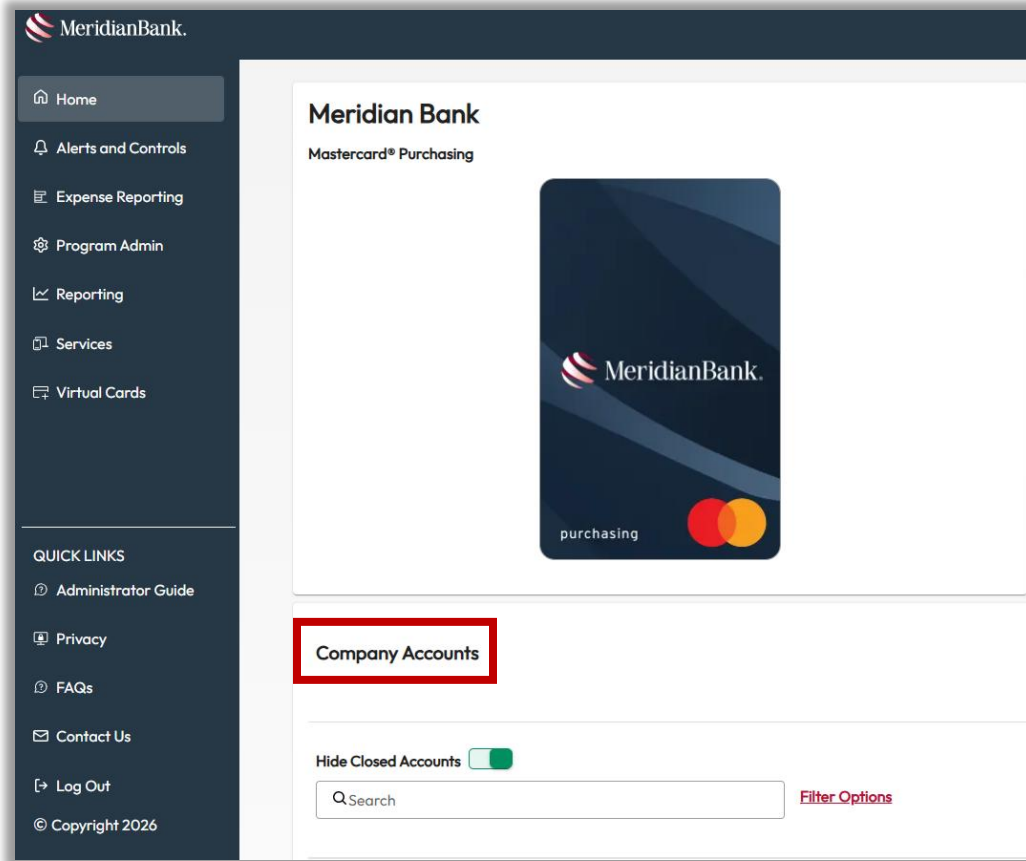 MeridianBank.
Home
Alerts and Controls
Expense Reporting
Program Admin
Reporting
Services
Virtual Cards
QUICK LINKS
Administrator Guide
Privacy
FAQs
Contact Us
Log Out
© Copyright 2026
Meridian Bank
Mastercard® Purchasing
MeridianBank.
purchasing
Company Accounts
Hide Closed Accounts
Search
Filter Options